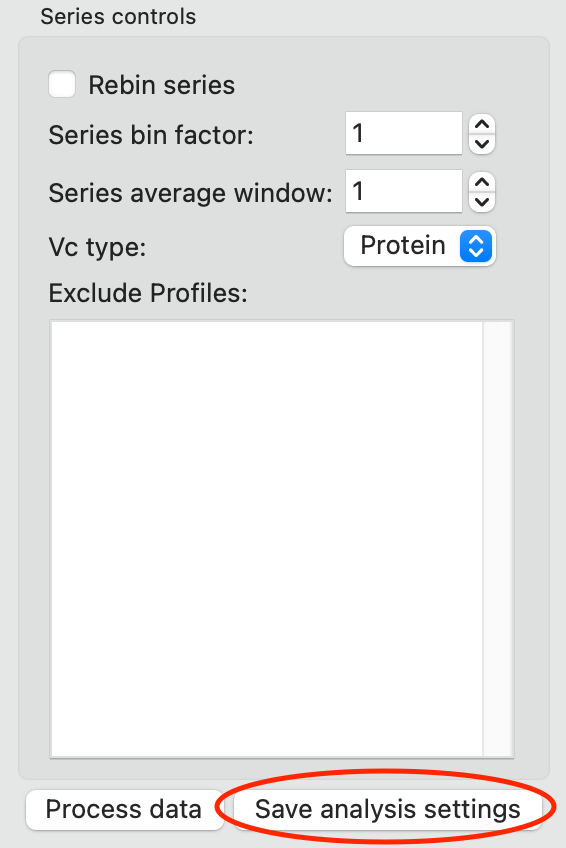 Series controls
Rebin series
Series bin factor: 1
Series average window: 1
Vc type: Protein
Exclude Profiles:
Process data Save analysis settings